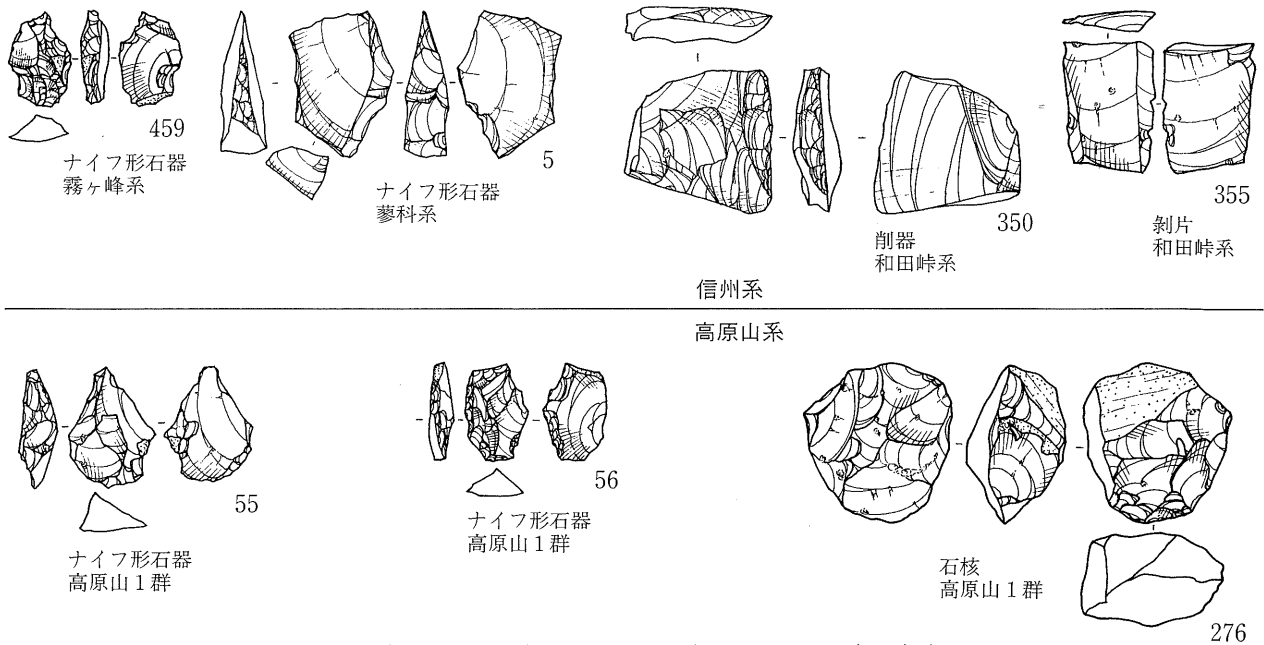 459
ナイフ形石器
霧ヶ峰系
5
ナイフ形石器
蓼科系
350
削器
和田峠系
355
剝片
和田峠系
信州系
高原山系
55
ナイフ形石器
高原山1群
56
ナイフ形石器
高原山1群
石核
高原山1群
276